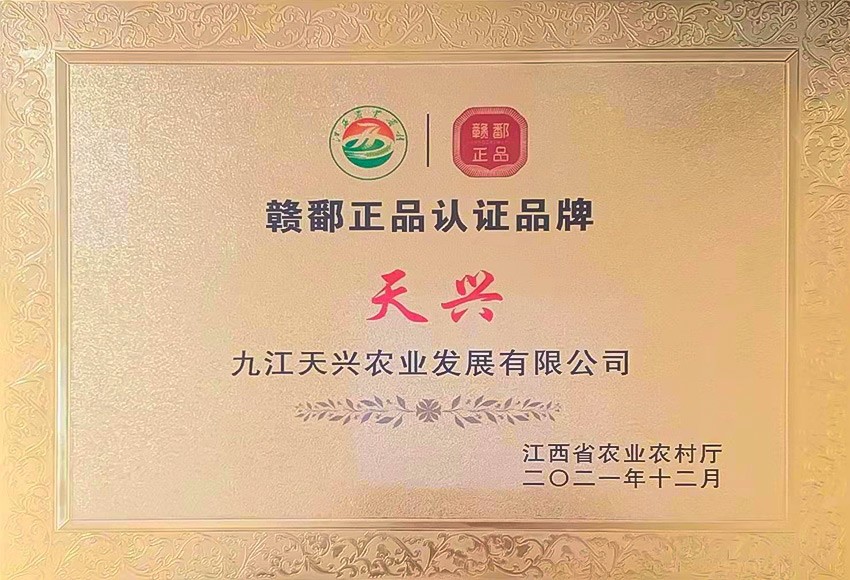 赣鄱
正品
赣鄱正品认证品牌
天兴
九江天兴农业发展有限公司
江西省农业农村厅
二〇二一年十二月